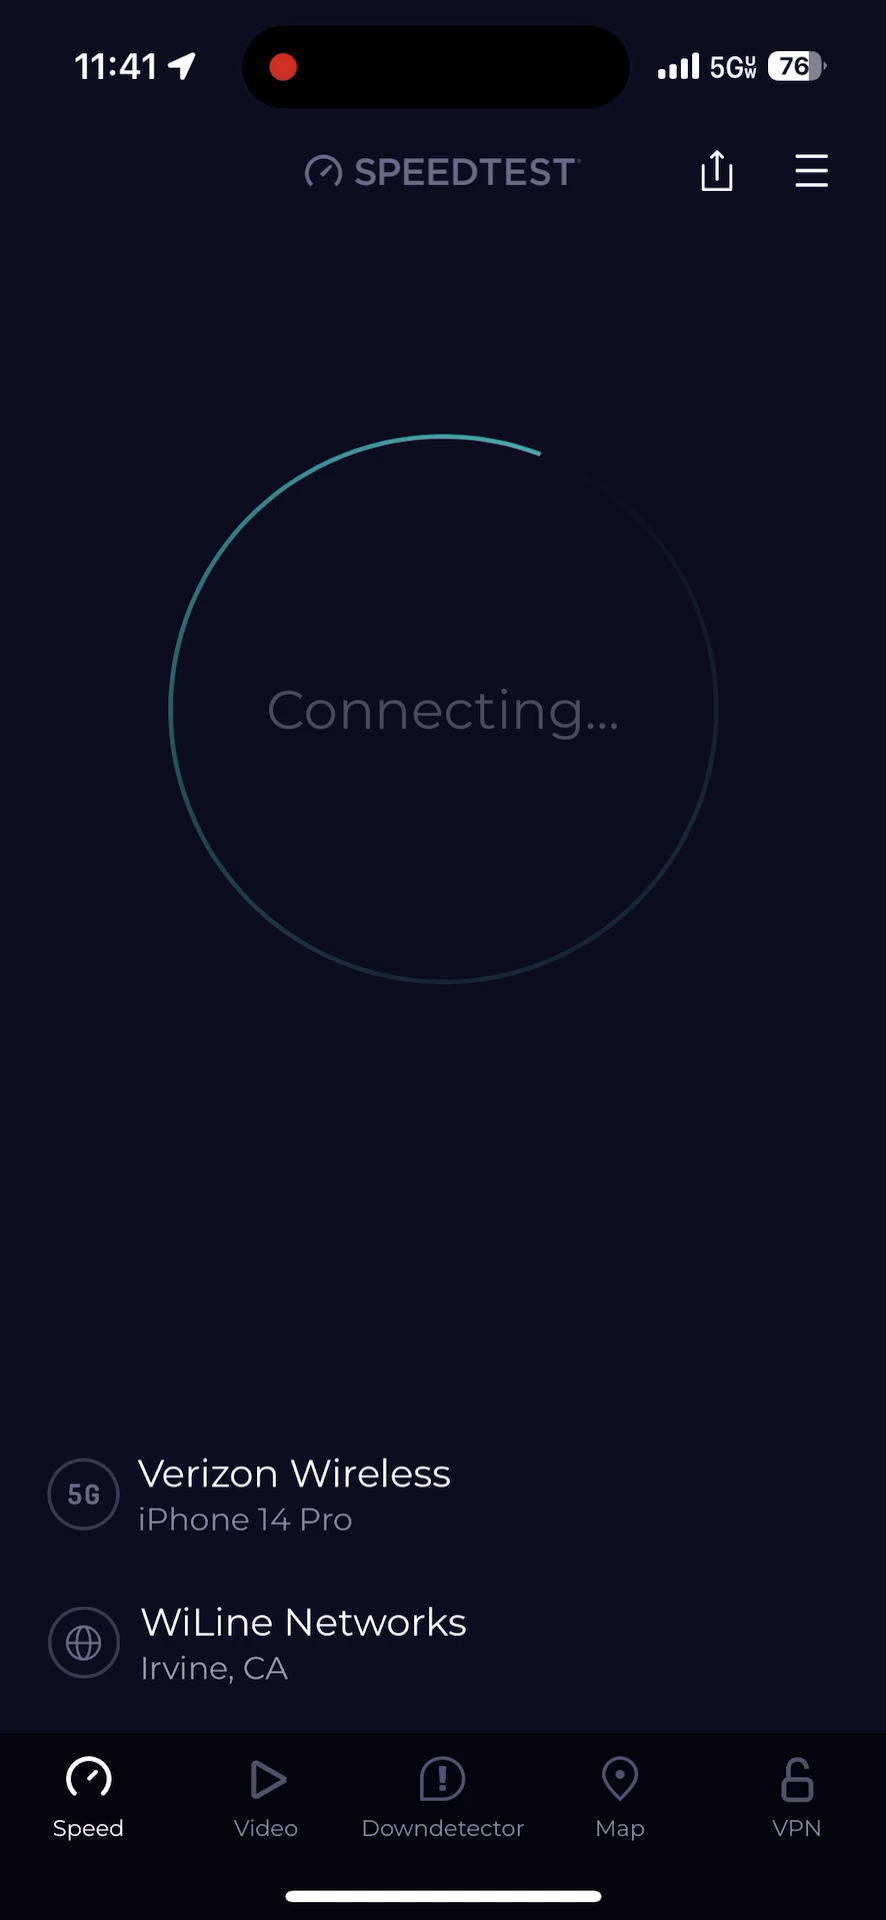 11:41
5G UW 76
SPEEDTEST
Connecting...
5G
Verizon Wireless
iPhone 14 Pro
WiLine Networks
Irvine, CA
Speed Video Downdetector Map VPN